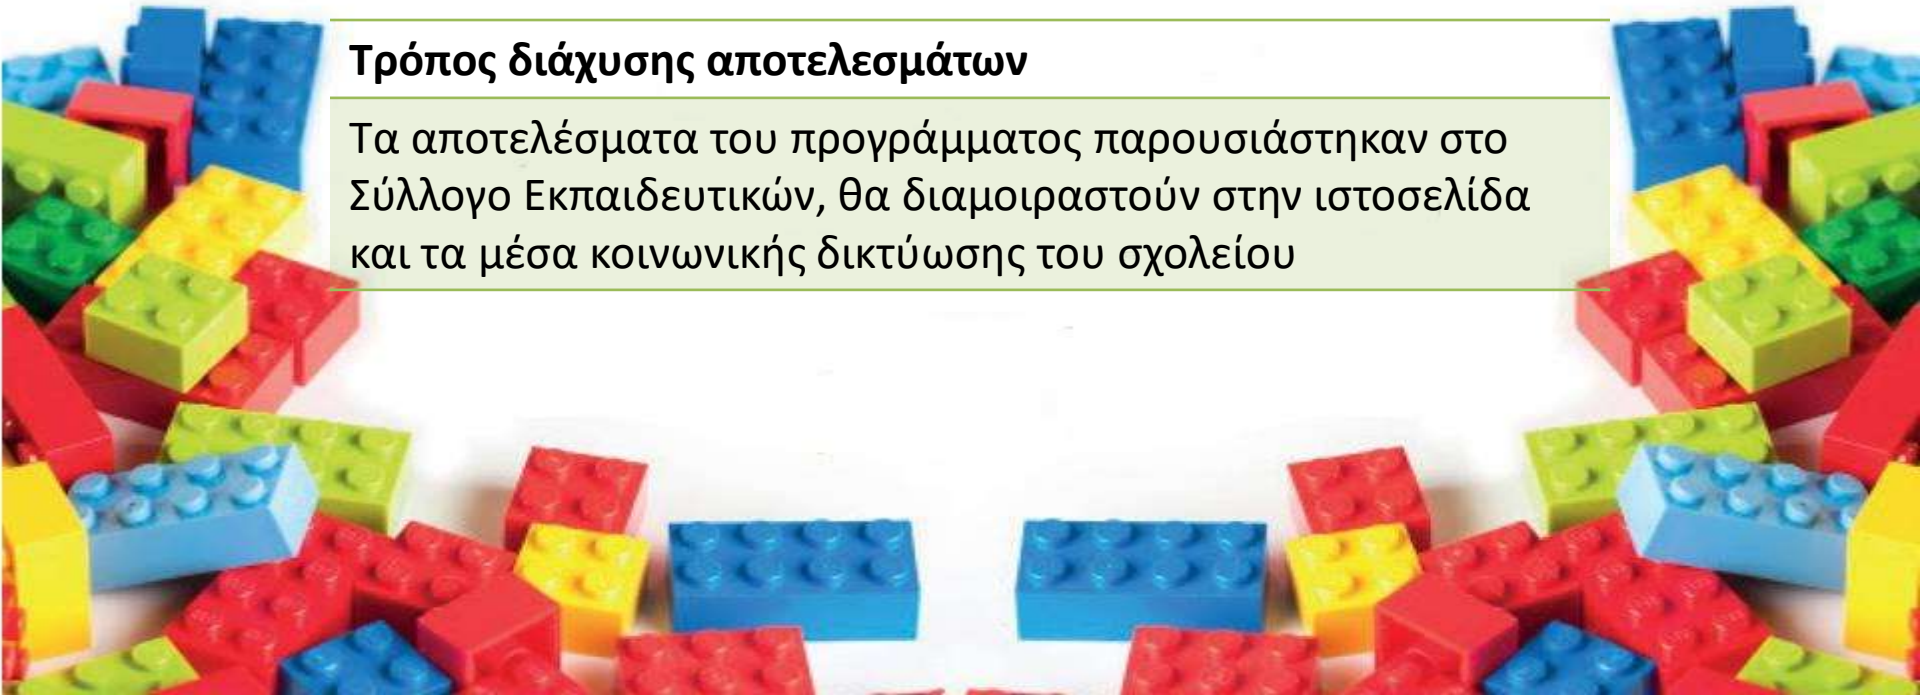 Τρόπος διάχυσης αποτελεσμάτων
Τα αποτελέσματα του προγράμματος παρουσιάστηκαν στο
Σύλλογο Εκπαιδευτικών, θα διαμοιραστούν στην ιστοσελίδα
και τα μέσα κοινωνικής δικτύωσης του σχολείου